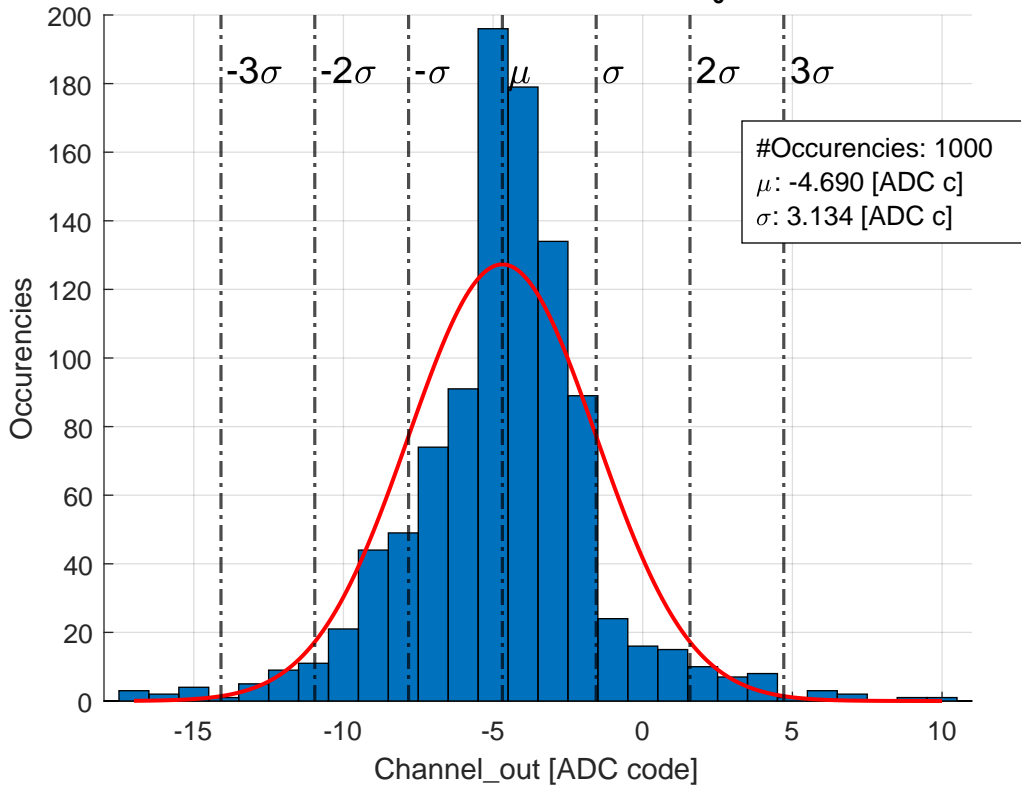 200
180
160
140
120
100
80
60
40
20
0
Occurencies
-3σ -2σ -σ μ σ 2σ 3σ
#Occurencies: 1000
μ: -4.690 [ADC c]
σ: 3.134 [ADC c]
-15 -10 -5 0 5 10
Channel_out [ADC code]